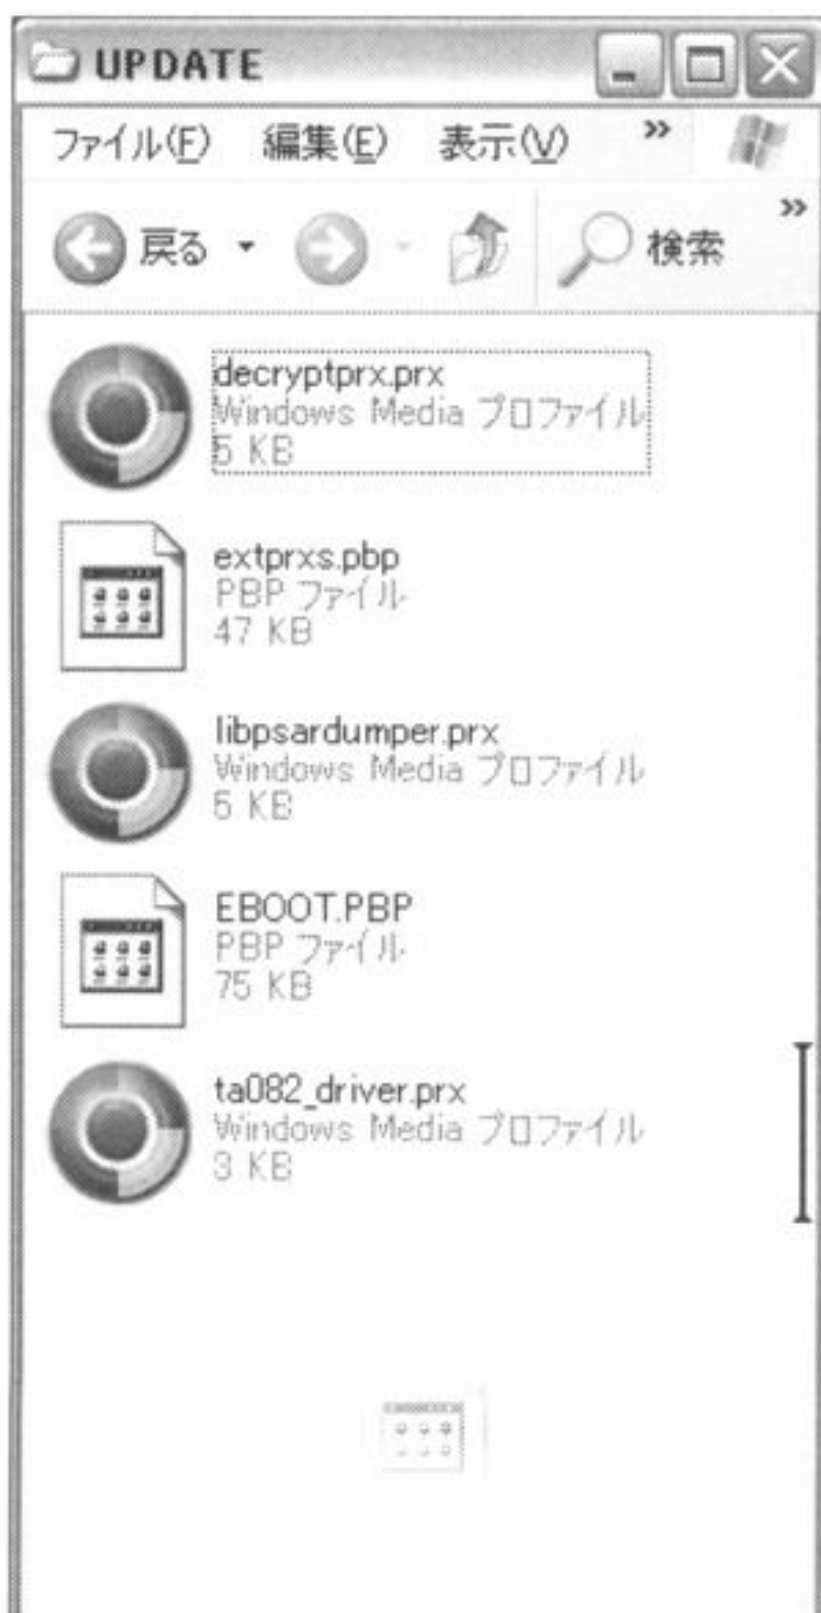 UPDATE
ファイル(F) 編集(E) 表示(V) »
戻る 検索 »
decryptprx.prx
Windows Media プロファイル
5 KB
extprxs.pbp
PBP ファイル
47 KB
libpsardumper.prx
Windows Media プロファイル
5 KB
EBOOT.PBP
PBP ファイル
75 KB
ta082_driver.prx
Windows Media プロファイル
3 KB